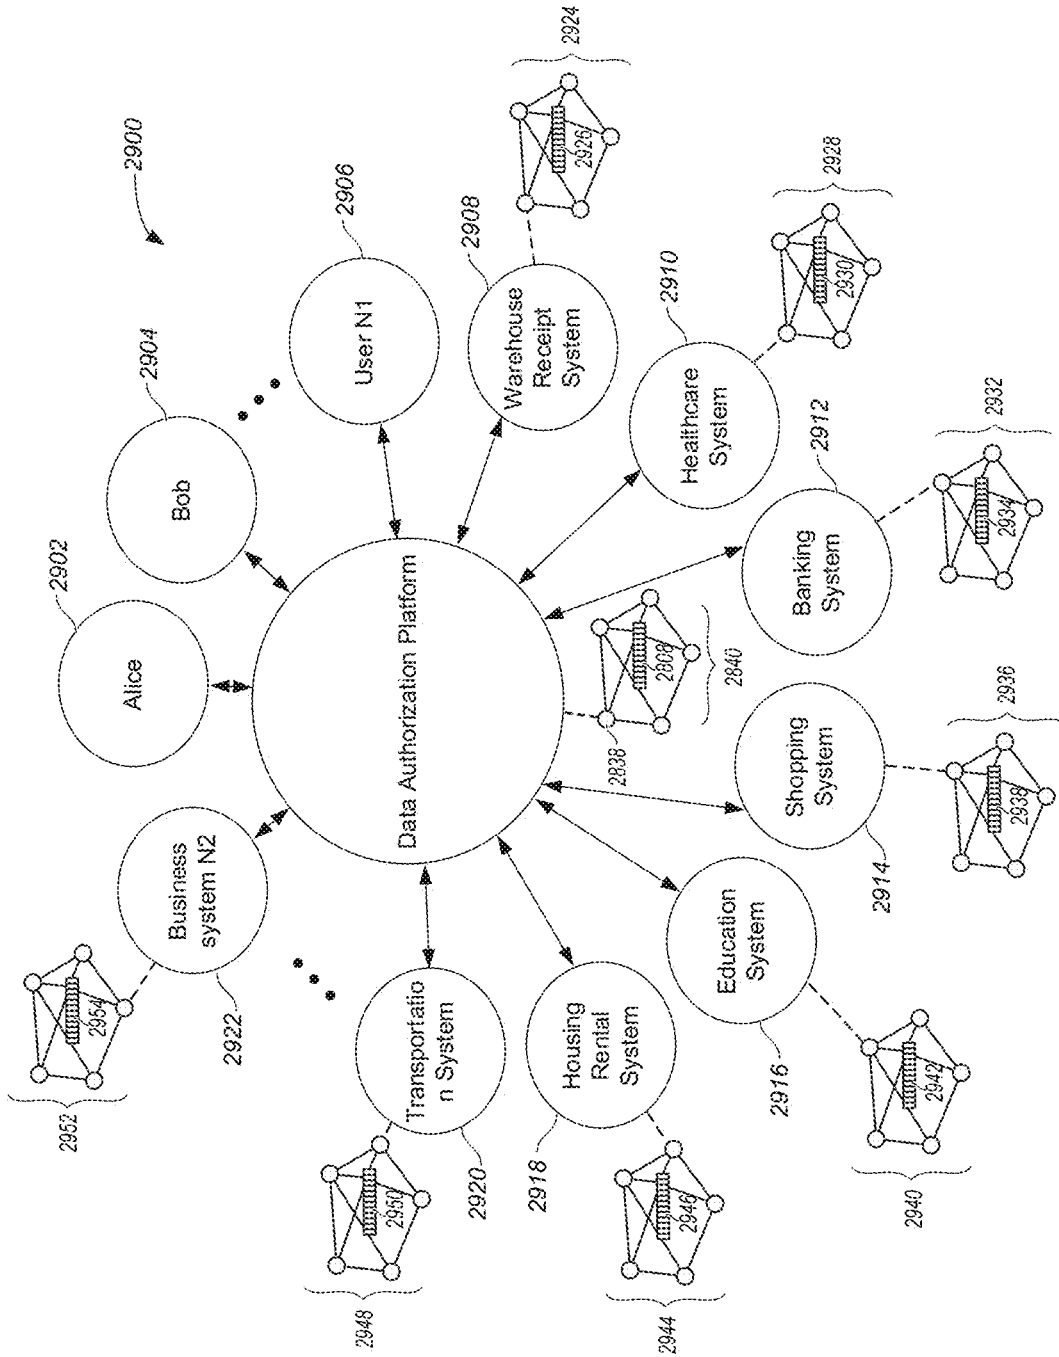 2900
2902
Alice
2904
Bob
2906
User N1
2908
Warehouse
Receipt
System
2924
2926
2910
Healthcare
System
2928
2930
2912
Banking
System
2932
2934
Data Authorization Platform
2838
2808
2840
2914
Shopping
System
2936
2938
2916
Education
System
2940
2942
2918
Housing
Rental
System
2944
2946
2920
Transportatio
n System
2948
2950
2922
Business
system N2
2952
2954